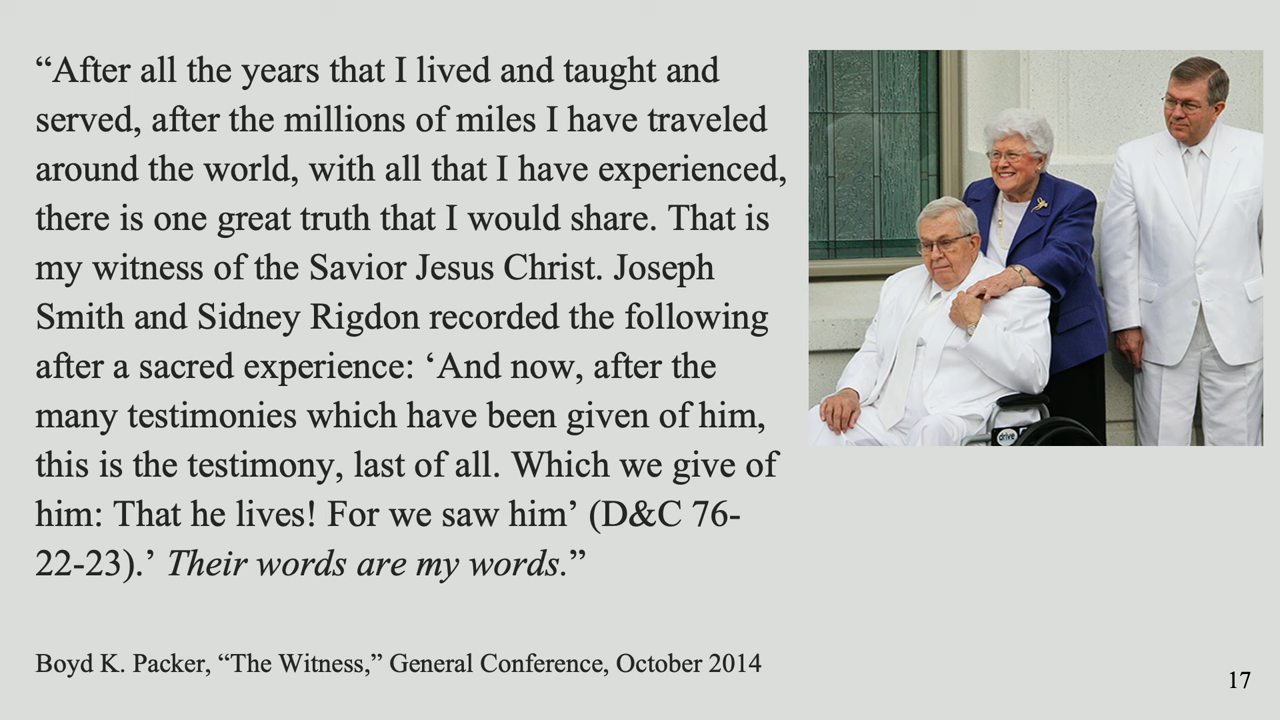 “After all the years that I lived and taught and
served, after the millions of miles I have traveled
around the world, with all that I have experienced,
there is one great truth that I would share. That is
my witness of the Savior Jesus Christ. Joseph
Smith and Sidney Rigdon recorded the following
after a sacred experience: ‘And now, after the
many testimonies which have been given of him,
this is the testimony, last of all. Which we give of
him: That he lives! For we saw him’ (D&C 76-
22-23).’ Their words are my words.”
drive
Boyd K. Packer, “The Witness,” General Conference, October 2014
17